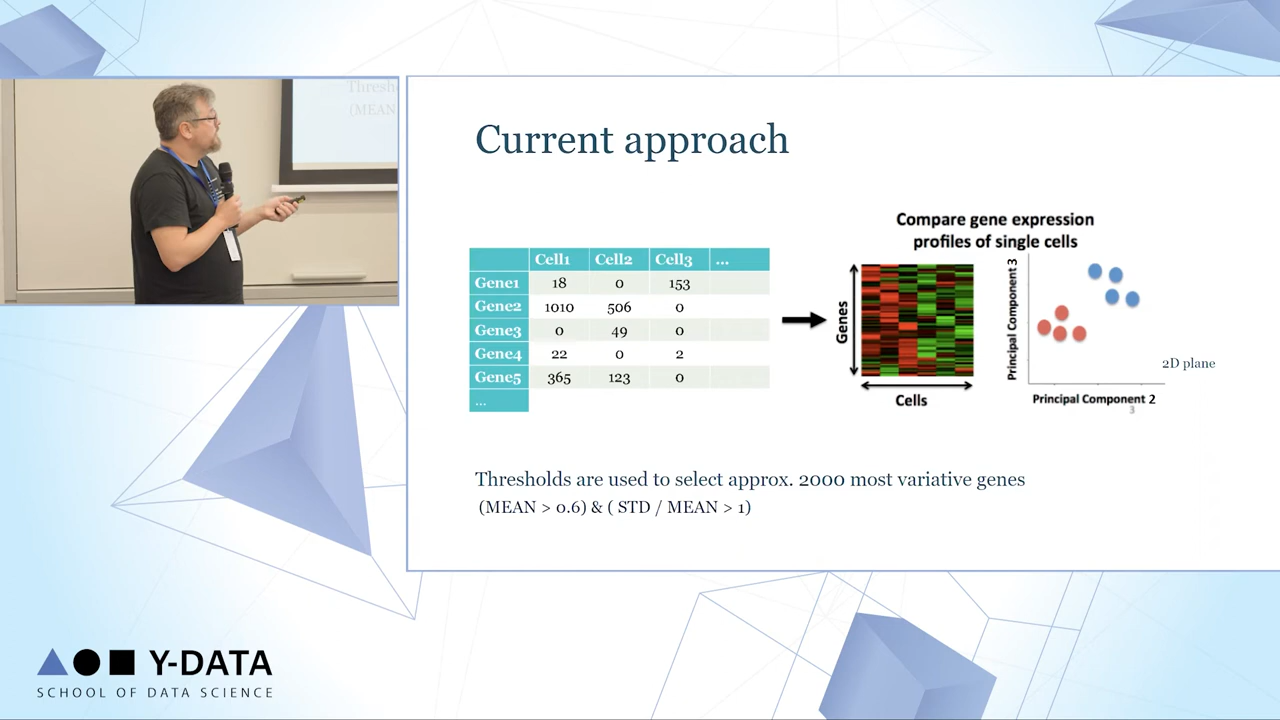 Thresh
(MEAN
Current approach
Cell1 Cell2 Cell3 ...
Gene1 18 0 153
Gene2 1010 506 0
Gene3 0 49 0
Gene4 22 0 2
Gene5 365 123 0
...
Compare gene expression
profiles of single cells
Genes
Cells
Principal Component 3
2D plane
Principal Component 2
3
Thresholds are used to select approx. 2000 most variative genes
(MEAN > 0.6) & ( STD / MEAN > 1)
Y-DATA
SCHOOL OF DATA SCIENCE